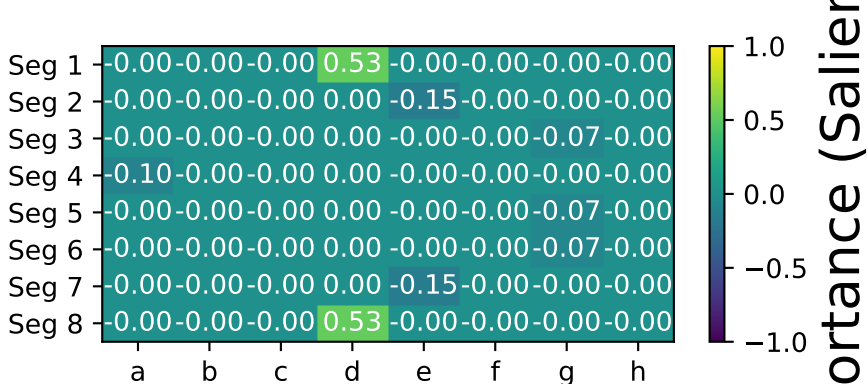 Seg 1 -0.00 -0.00 -0.00 0.53 -0.00 -0.00 -0.00 -0.00
Seg 2 -0.00 -0.00 -0.00 0.00 -0.15 -0.00 -0.00 -0.00
Seg 3 -0.00 -0.00 -0.00 0.00 -0.00 -0.00 -0.07 -0.00
Seg 4 -0.10 -0.00 -0.00 0.00 -0.00 -0.00 -0.00 -0.00
Seg 5 -0.00 -0.00 -0.00 0.00 -0.00 -0.00 -0.07 -0.00
Seg 6 -0.00 -0.00 -0.00 0.00 -0.00 -0.00 -0.07 -0.00
Seg 7 -0.00 -0.00 -0.00 0.00 -0.15 -0.00 -0.00 -0.00
Seg 8 -0.00 -0.00 -0.00 0.53 -0.00 -0.00 -0.00 -0.00
a b c d e f g h
1.0
0.5
0.0
−0.5
−1.0
ortance (Salien